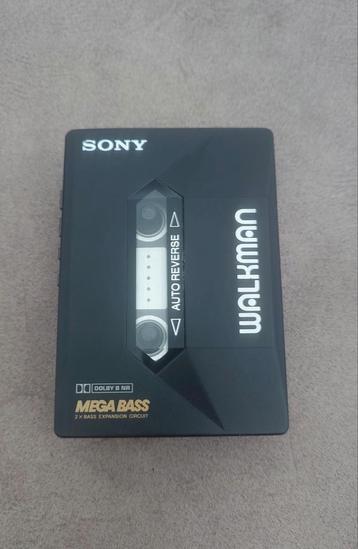 SONY
AUTO REVERSE
WALKMAN
DOLBY B NR
MEGA BASS
2× BASS EXPANSION CIRCUIT